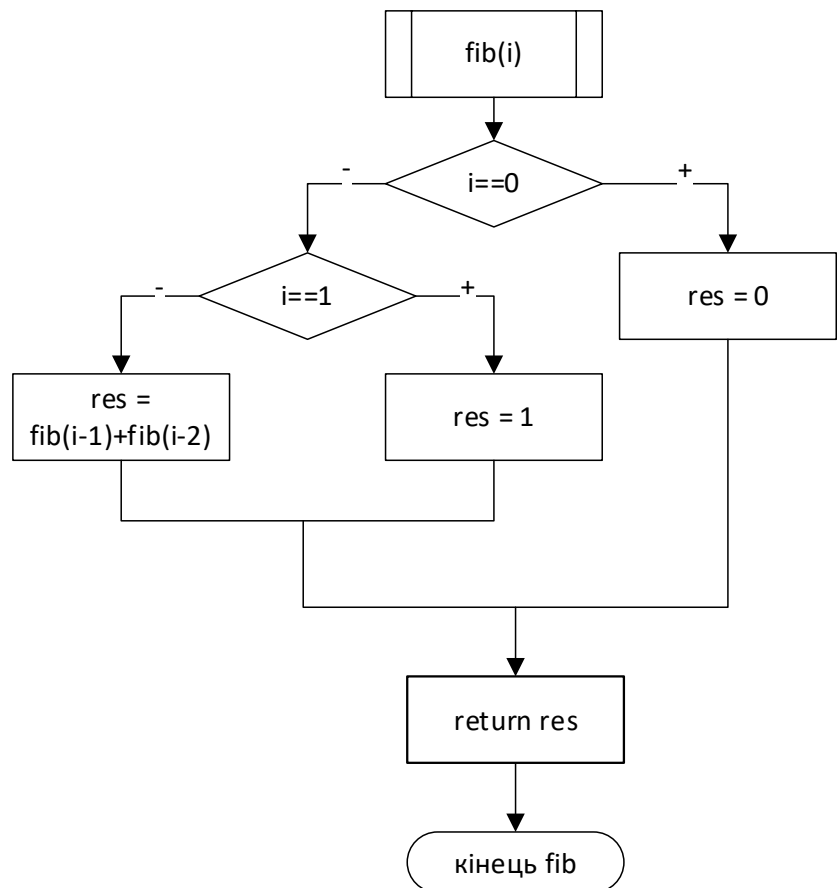 fib(i)
i==0
-
+
i==1
-
+
res = 0
res =
fib(i-1)+fib(i-2)
res = 1
return res
кінець fib